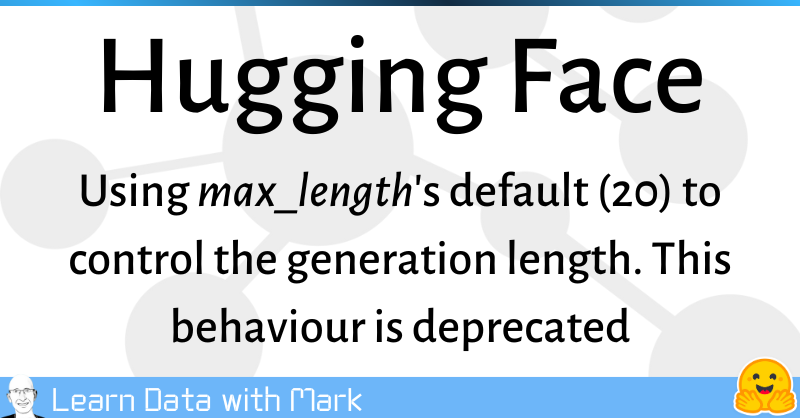 Hugging Face
Using max_length's default (20) to
control the generation length. This
behaviour is deprecated
Learn Data with Mark